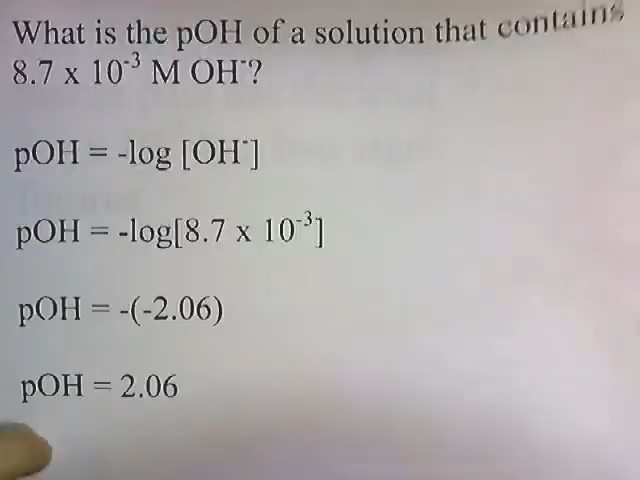 What is the pOH of a solution that contains
8.7 x 10⁻³ M OH⁻?
pOH = -log [OH⁻]
pOH = -log[8.7 x 10⁻³]
pOH = -(-2.06)
pOH = 2.06